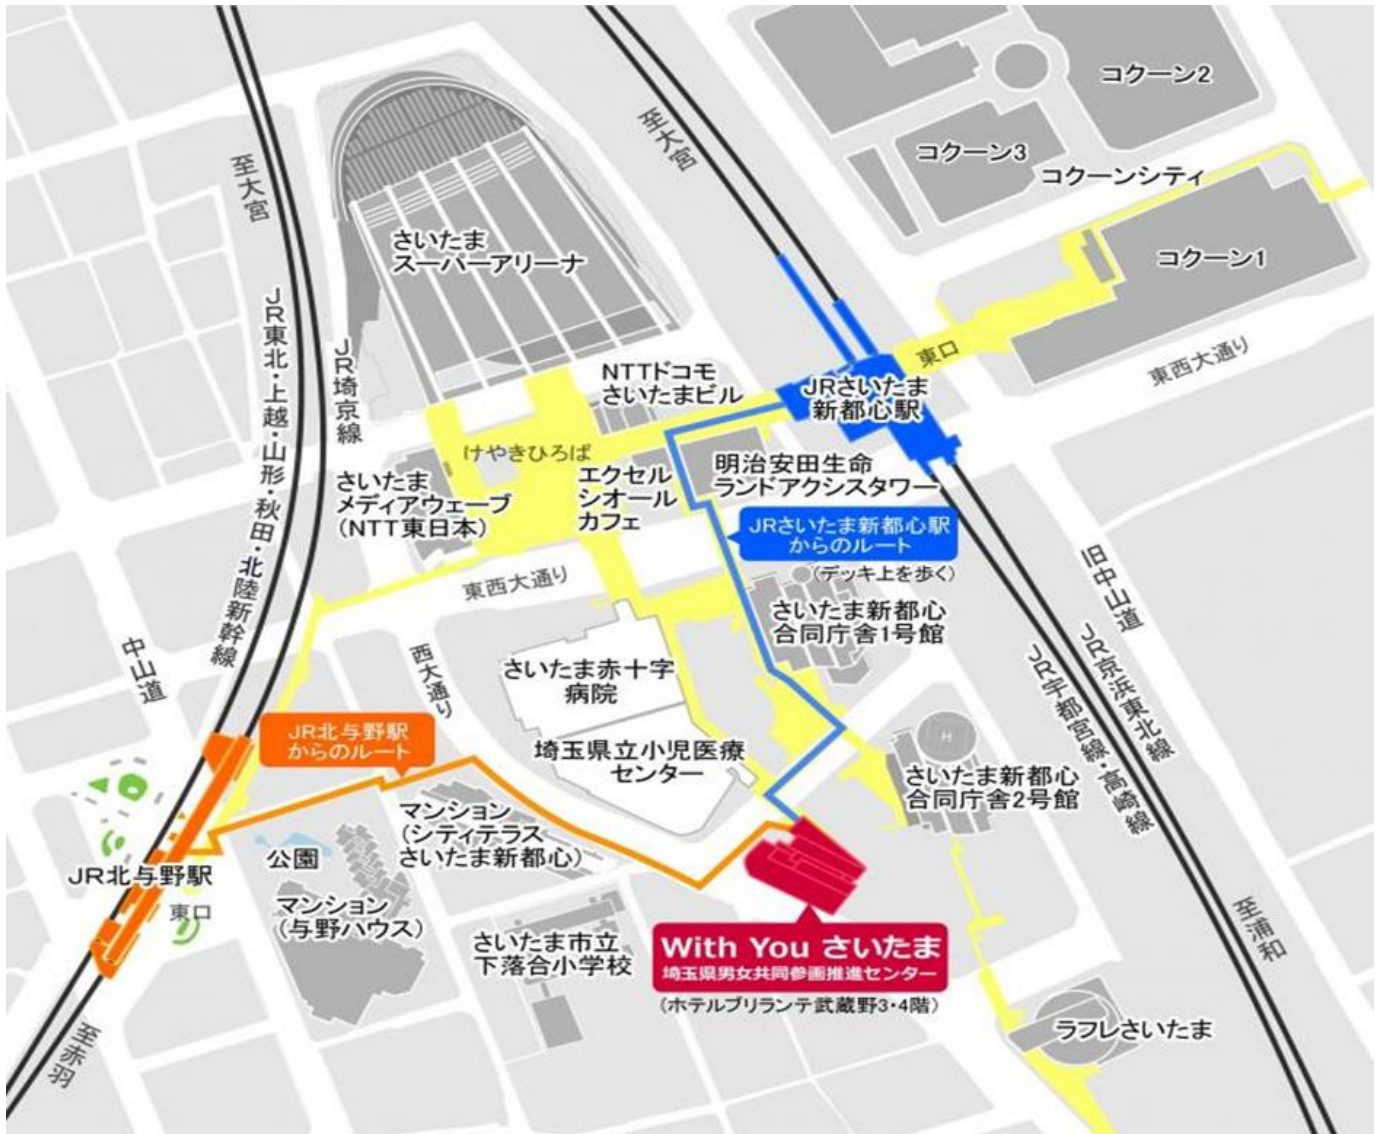 コクーン2
至大宮
コクーン3
至大宮
コクーンシティ
さいたま
スーパーアリーナ
コクーン1
JR東北・上越・山形・秋田・北陸新幹線
JR埼京線
東口
東西大通り
NTTドコモ
さいたまビル
JRさいたま
新都心駅
けやきひろば
さいたま
メディアウェーブ
(NTT東日本)
エクセル
シオール
カフェ
明治安田生命
ランドアクシスタワー
JRさいたま新都心駅
からのルート
(デッキ上を歩く)
東西大通り
旧中山道
さいたま新都心
合同庁舎1号館
中山道
西大通り
さいたま赤十字
病院
JR京浜東北線
JR宇都宮線・高崎線
JR北与野駅
からのルート
埼玉県立小児医療
センター
H
さいたま新都心
合同庁舎2号館
マンション
(シティテラス
さいたま新都心)
公園
JR北与野駅
東口
マンション
(与野ハウス)
さいたま市立
下落合小学校
With You さいたま
埼玉県男女共同参画推進センター
(ホテルブリランテ武蔵野3・4階)
至浦和
至赤羽
ラフレさいたま